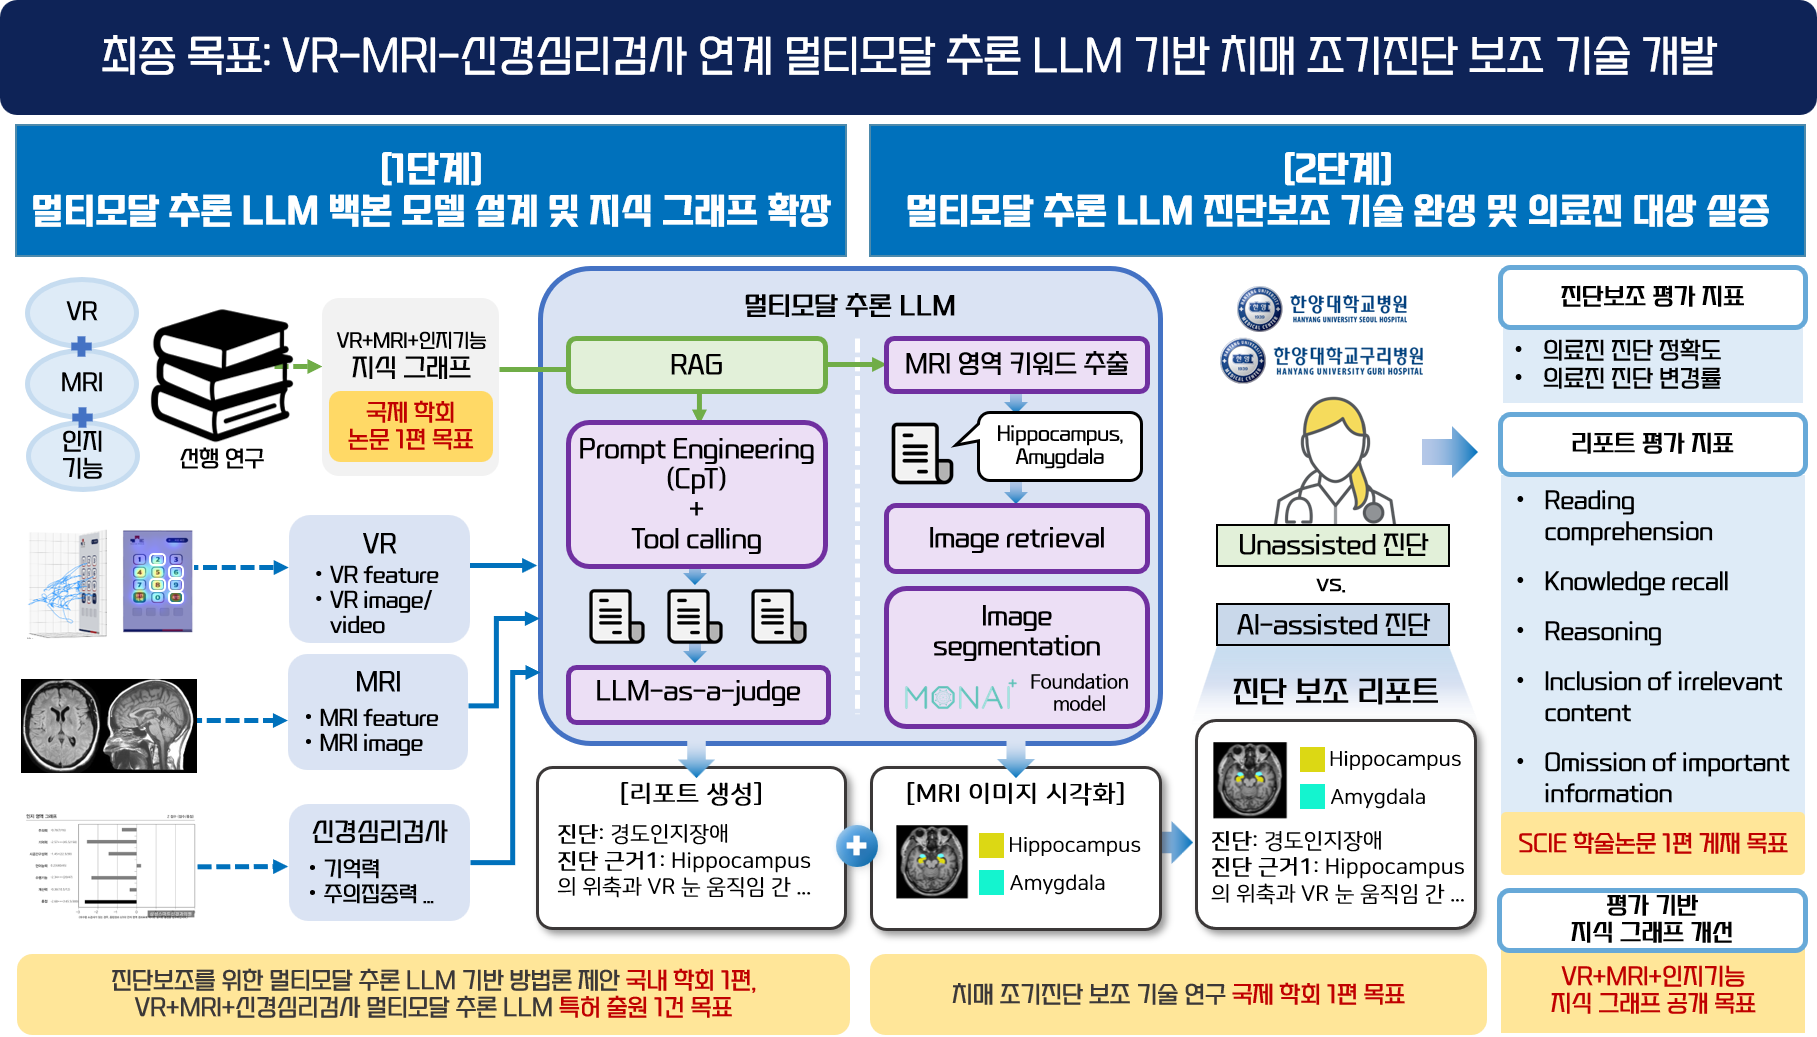 최종 목표: VR-MRI-신경심리검사 연계 멀티모달 추론 LLM 기반 치매 조기진단 보조 기술 개발
[1단계]
멀티모달 추론 LLM 백본 모델 설계 및 지식 그래프 확장
[2단계]
멀티모달 추론 LLM 진단보조 기술 완성 및 의료진 대상 실증
VR
MRI
인지
기능
선행 연구
VR+MRI+인지기능
지식 그래프
국제 학회
논문 1편 목표
VR
• VR feature
• VR image/
video
MRI
• MRI feature
• MRI image
신경심리검사
• 기억력
• 주의집중력 ...
멀티모달 추론 LLM
RAG
Prompt Engineering
(CpT)
+
Tool calling
LLM-as-a-judge
MRI 영역 키워드 추출
Hippocampus,
Amygdala
Image retrieval
Image
segmentation
MONAI+
Foundation
model
[리포트 생성]
진단: 경도인지장애
진단 근거1: Hippocampus
의 위축과 VR 눈 움직임 간 ...
[MRI 이미지 시각화]
Hippocampus
Amygdala
한양대학교병원
HANYANG UNIVERSITY SEOUL HOSPITAL
한양대학교구리병원
HANYANG UNIVERSITY GURI HOSPITAL
Unassisted 진단
vs.
AI-assisted 진단
진단 보조 리포트
Hippocampus
Amygdala
진단: 경도인지장애
진단 근거1: Hippocampus
의 위축과 VR 눈 움직임 간 ...
진단보조 평가 지표
• 의료진 진단 정확도
• 의료진 진단 변경률
리포트 평가 지표
• Reading
comprehension
• Knowledge recall
• Reasoning
• Inclusion of irrelevant
content
• Omission of important
information
SCIE 학술논문 1편 게재 목표
평가 기반
지식 그래프 개선
VR+MRI+인지기능
지식 그래프 공개 목표
진단보조를 위한 멀티모달 추론 LLM 기반 방법론 제안 국내 학회 1편,
VR+MRI+신경심리검사 멀티모달 추론 LLM 특허 출원 1건 목표
치매 조기진단 보조 기술 연구 국제 학회 1편 목표